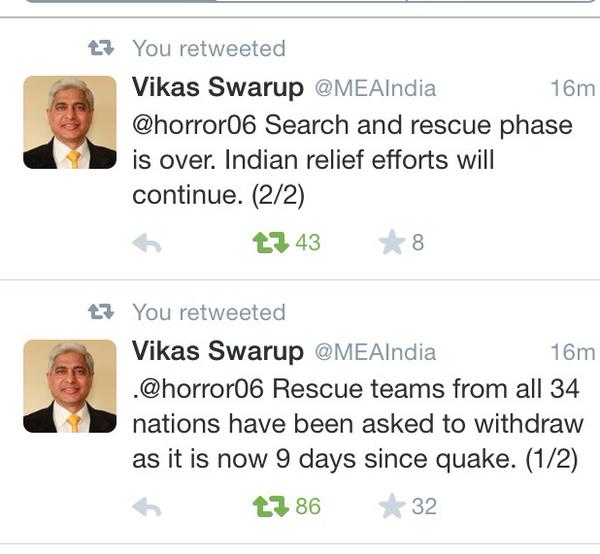 You retweeted
Vikas Swarup @MEAIndia 16m
@horror06 Search and rescue phase
is over. Indian relief efforts will
continue. (2/2)
43 8
You retweeted
Vikas Swarup @MEAIndia 16m
.@horror06 Rescue teams from all 34
nations have been asked to withdraw
as it is now 9 days since quake. (1/2)
86 32